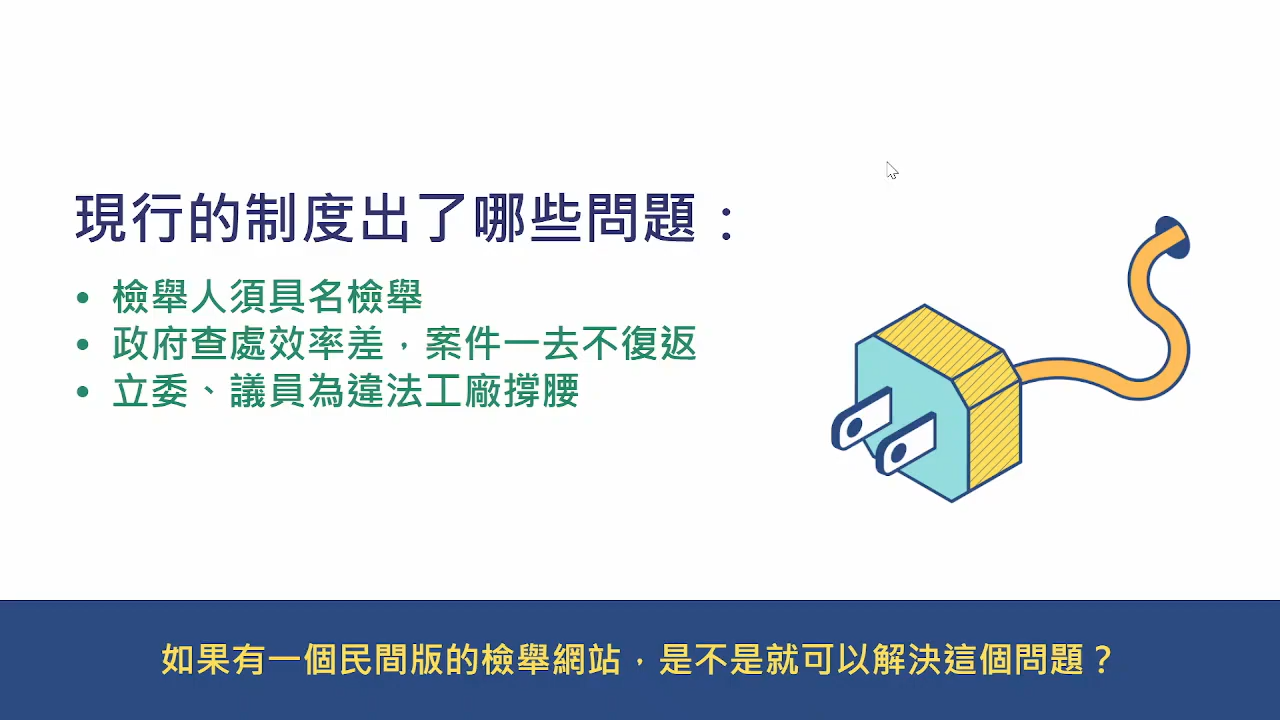 現行的制度出了哪些問題：
• 檢舉人須具名檢舉
• 政府查處效率差，案件一去不復返
• 立委、議員為違法工廠撐腰
如果有一個民間版的檢舉網站，是不是就可以解決這個問題？